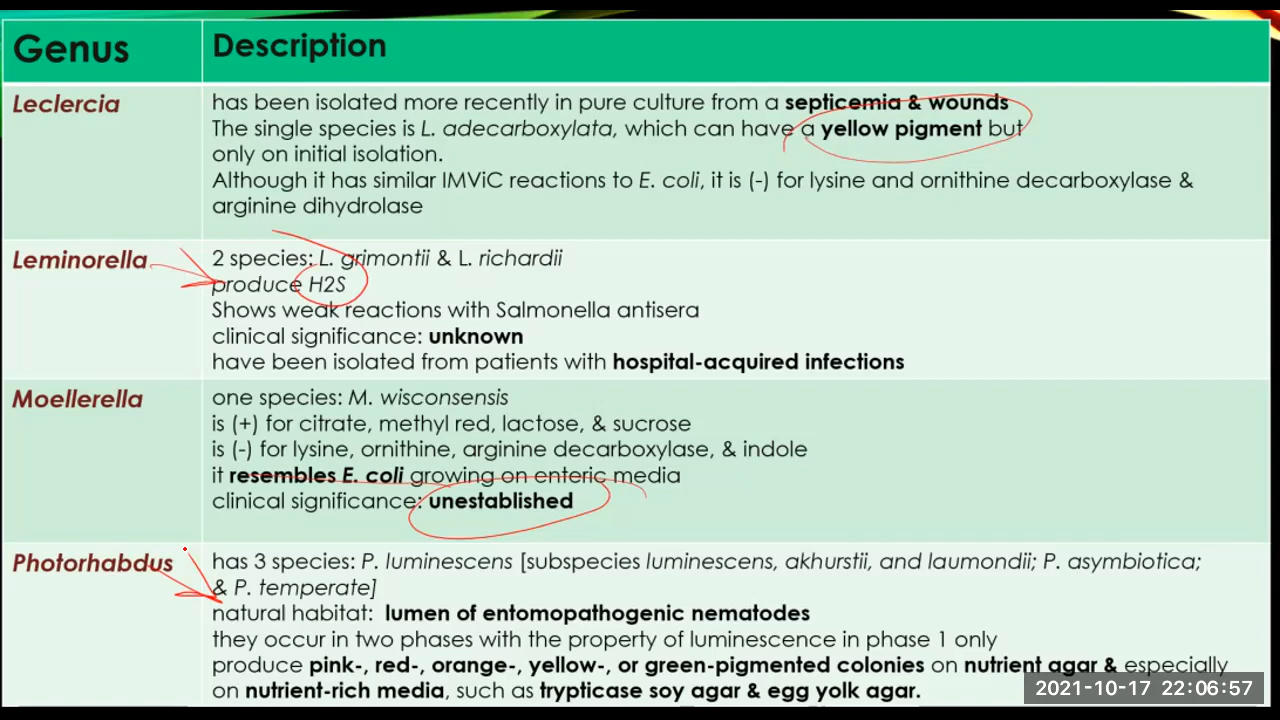 Genus Description
Leclercia
has been isolated more recently in pure culture from a septicemia & wounds
The single species is L. adecarboxylata, which can have a yellow pigment but
only on initial isolation.
Although it has similar IMViC reactions to E. coli, it is (-) for lysine and ornithine decarboxylase &
arginine dihydrolase
Leminorella
2 species: L. grimontii & L. richardii
produce H2S
Shows weak reactions with Salmonella antisera
clinical significance: unknown
have been isolated from patients with hospital-acquired infections
Moellerella
one species: M. wisconsensis
is (+) for citrate, methyl red, lactose, & sucrose
is (-) for lysine, ornithine, arginine decarboxylase, & indole
it resembles E. coli growing on enteric media
clinical significance: unestablished
Photorhabdus
has 3 species: P. luminescens [subspecies luminescens, akhurstii, and laumondii; P. asymbiotica;
& P. temperate]
natural habitat: lumen of entomopathogenic nematodes
they occur in two phases with the property of luminescence in phase 1 only
produce pink-, red-, orange-, yellow-, or green-pigmented colonies on nutrient agar & especially
on nutrient-rich media, such as trypticase soy agar & egg yolk agar.
2021-10-17 22:06:57